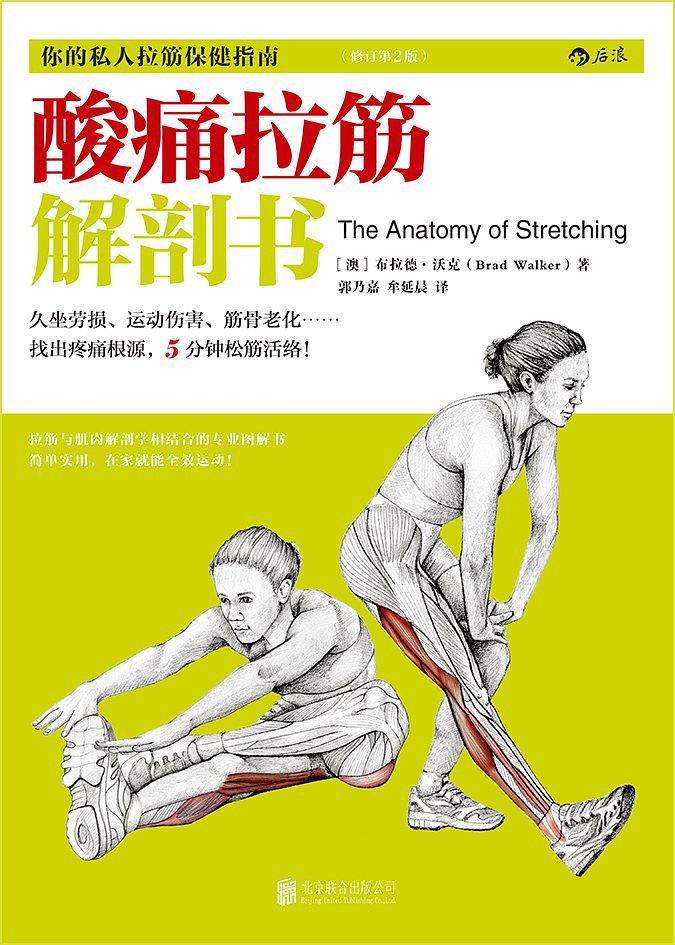 你的私人拉筋保健指南
（修订第2版）
后浪
酸痛拉筋
解剖书
The Anatomy of Stretching
［澳］布拉德·沃克（Brad Walker）著
郭乃嘉 牟延晨 译
久坐劳损、运动伤害、筋骨老化……
找出疼痛根源，5分钟松筋活络！
拉筋与肌肉解剖学相结合的专业图解书
简单实用，在家就能全效运动！
北京联合出版公司
Beijing United Publishing Co.,Ltd.